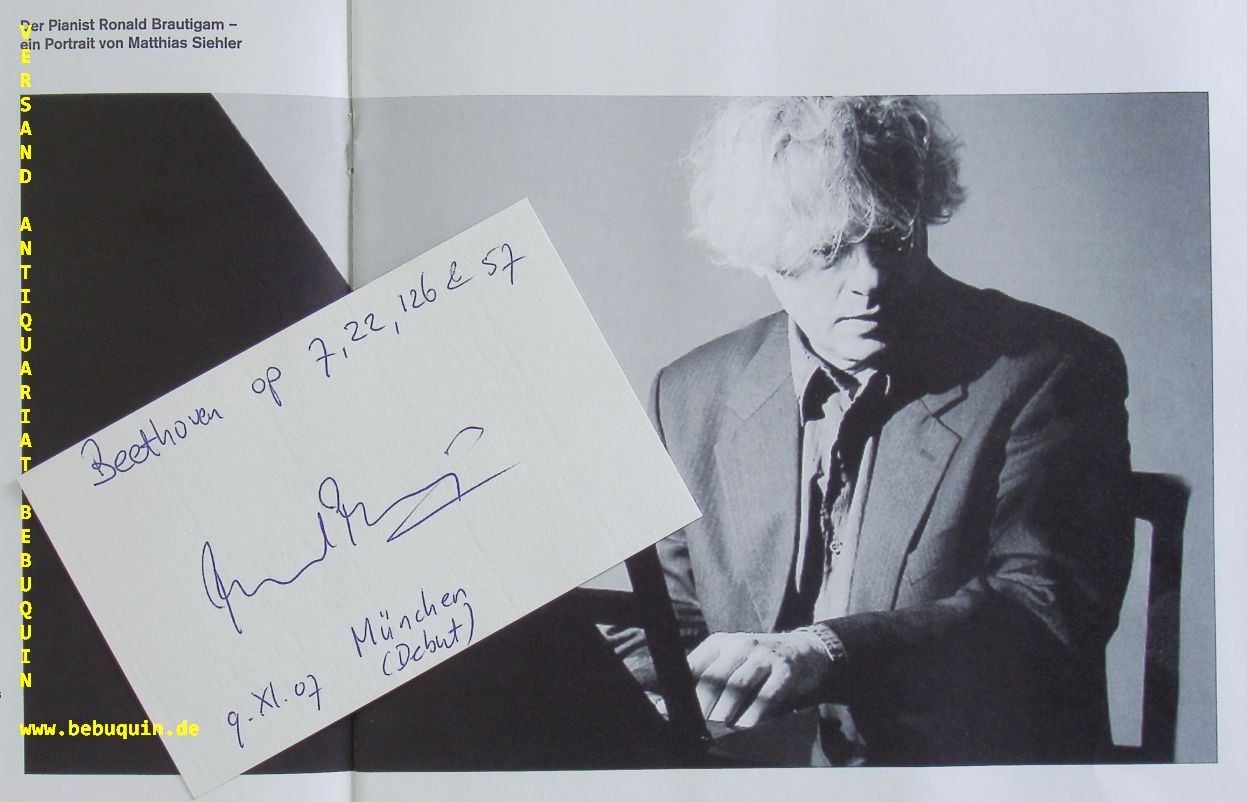 Der Pianist Ronald Brautigam –
ein Portrait von Matthias Siehler
VERSAND ANTIQUARIAT BEBUQUIN
www.bebuquin.de
Beethoven op 7, 22, 126 & 57
München
(Debut)
9.XI.07